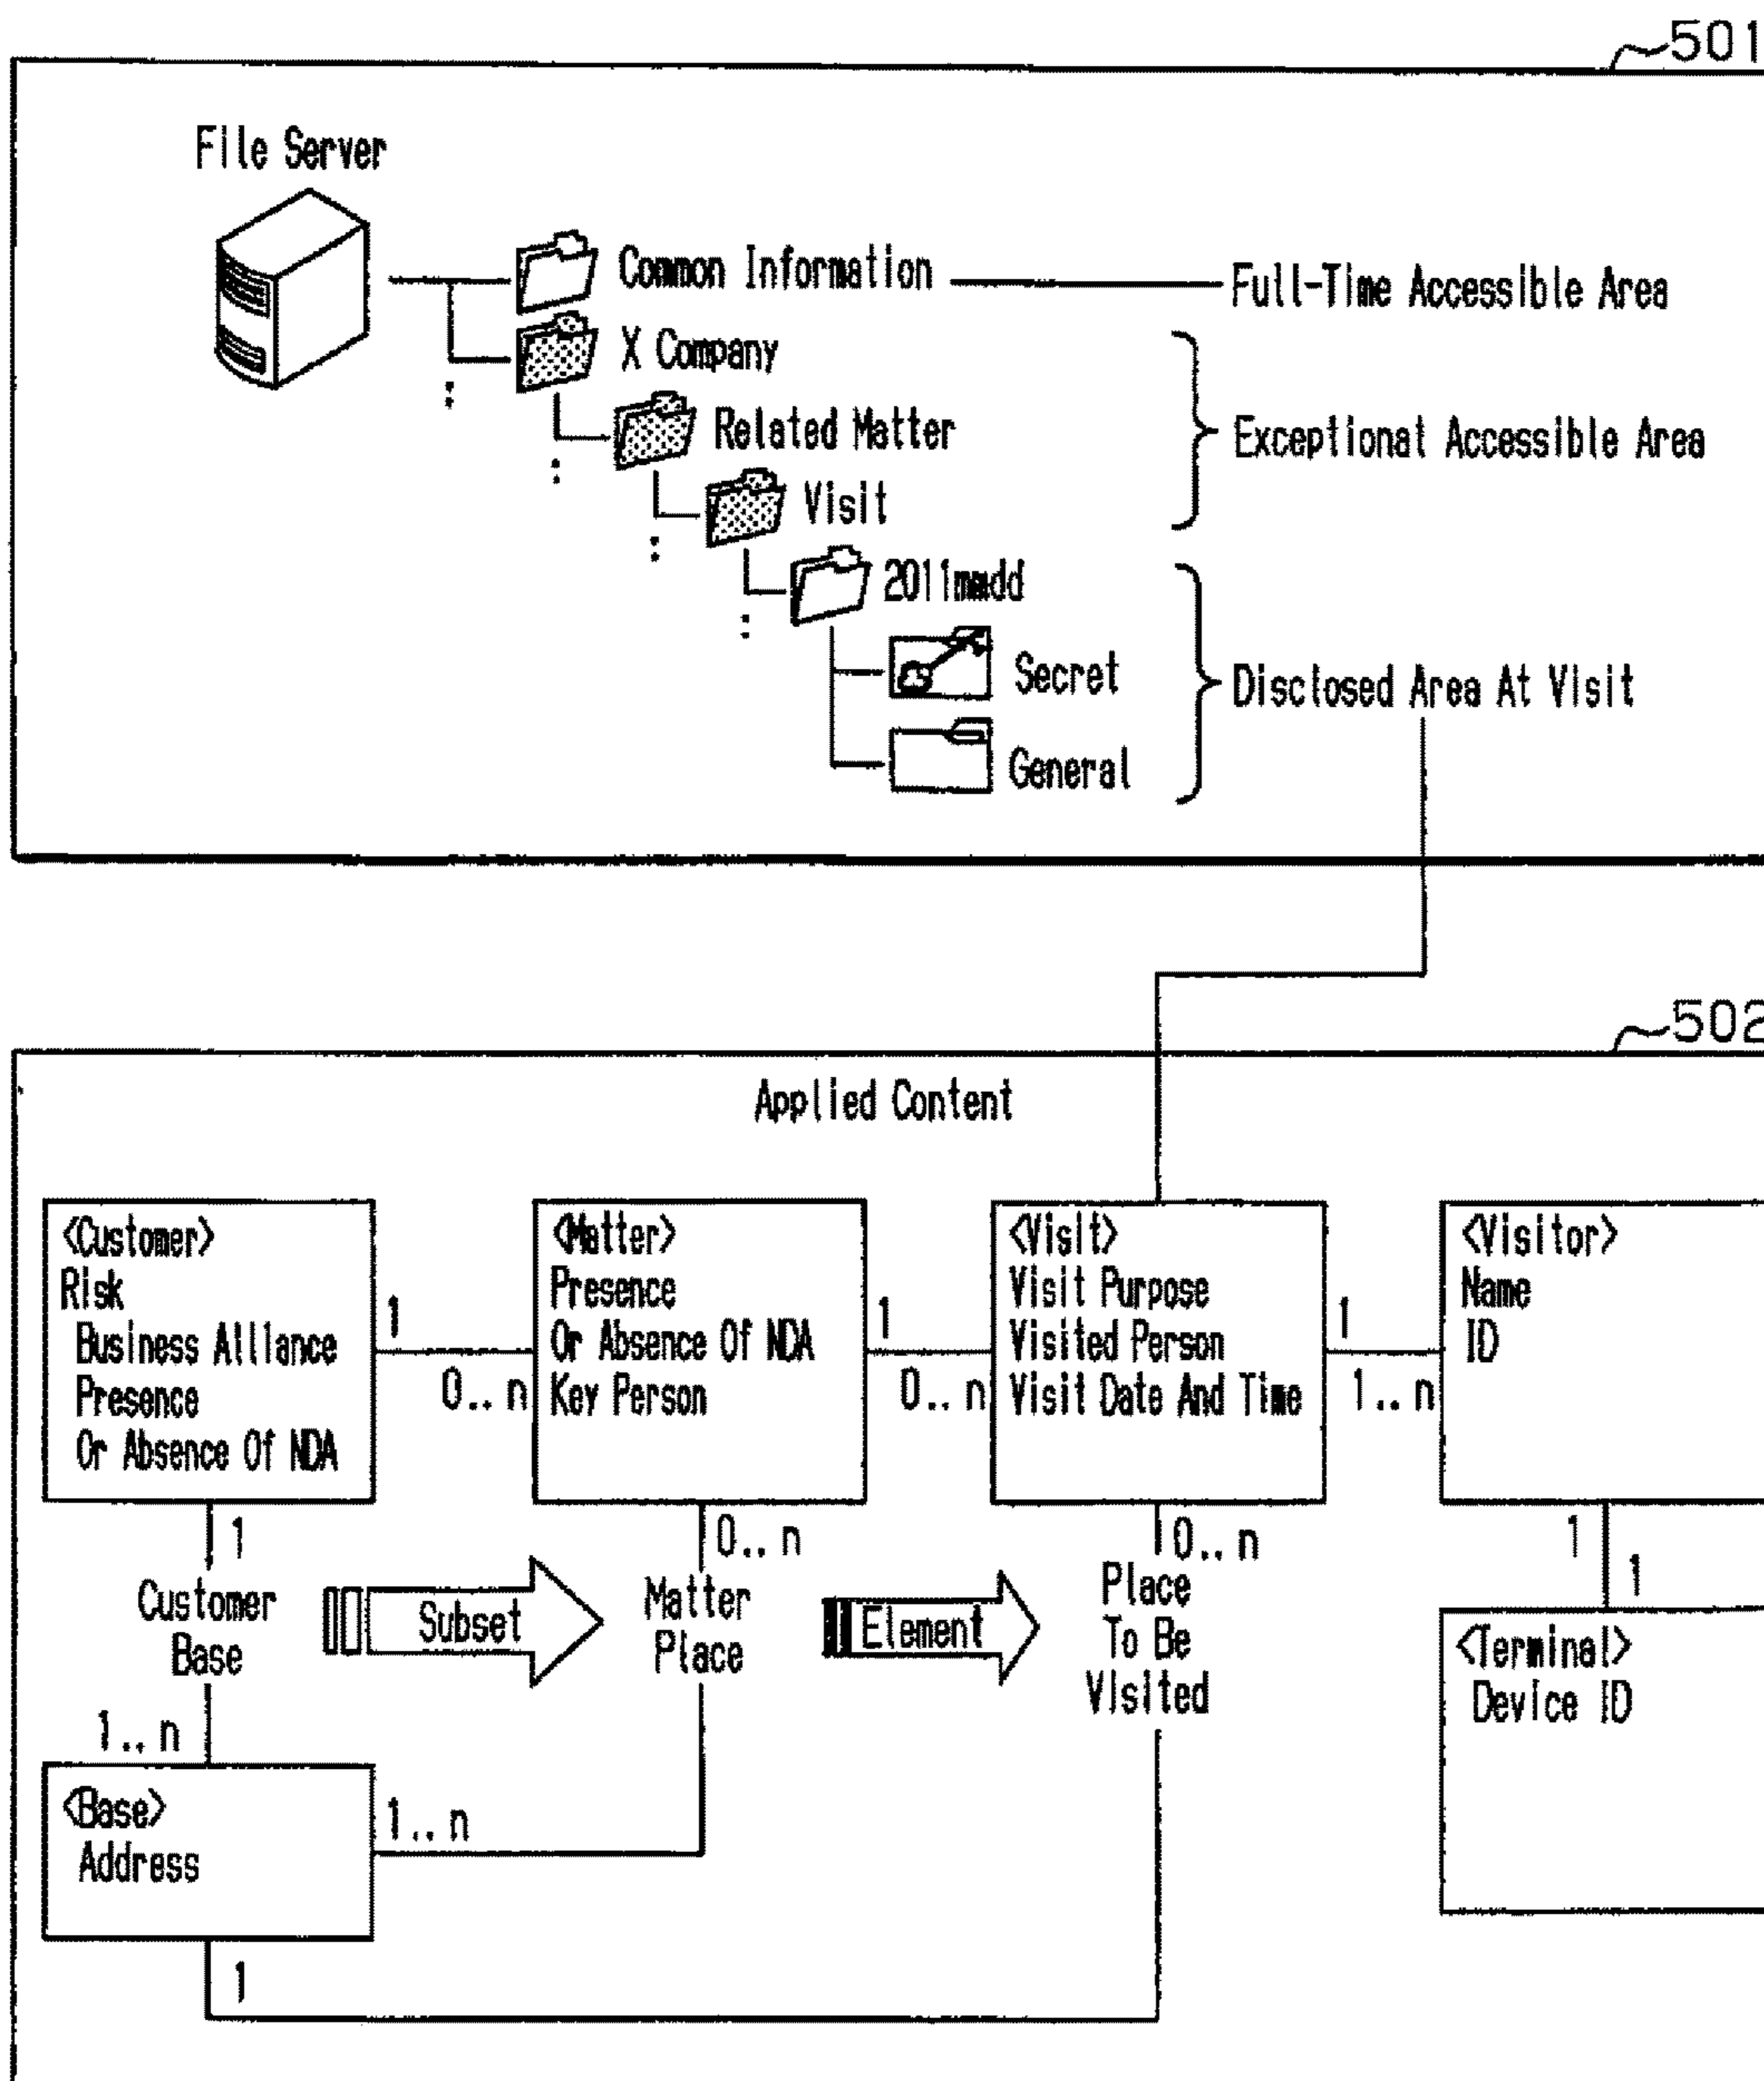 501
File Server
Common Information
Full-Time Accessible Area
X Company
Related Matter
Exceptional Accessible Area
Visit
:
:
:
2011mmdd
:
Secret
Disclosed Area At Visit
General
502
Applied Content
<Customer>
Risk
Business Alliance
Presence
Or Absence Of NDA
1
0..n
<Matter>
Presence
Or Absence Of NDA
Key Person
1
0..n
<Visit>
Visit Purpose
Visited Person
Visit Date And Time
1
1..n
<Visitor>
Name
ID
1
Customer
Base
1..n
Subset
0..n
Matter
Place
Element
0..n
Place
To Be
Visited
1
1
<Terminal>
Device ID
<Base>
Address
1..n
1